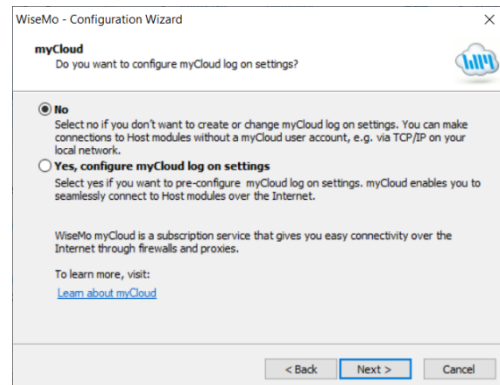 WiseMo - Configuration Wizard
myCloud
Do you want to configure myCloud log on settings?
No
Select no if you don't want to create or change myCloud log on settings. You can make
connections to Host modules without a myCloud user account, e.g. via TCP/IP on your
local network.
Yes, configure myCloud log on settings
Select yes if you want to pre-configure myCloud log on settings. myCloud enables you to
seamlessly connect to Host modules over the Internet.
WiseMo myCloud is a subscription service that gives you easy connectivity over the
Internet through firewalls and proxies.
To learn more, visit:
Learn about myCloud
< Back Next > Cancel